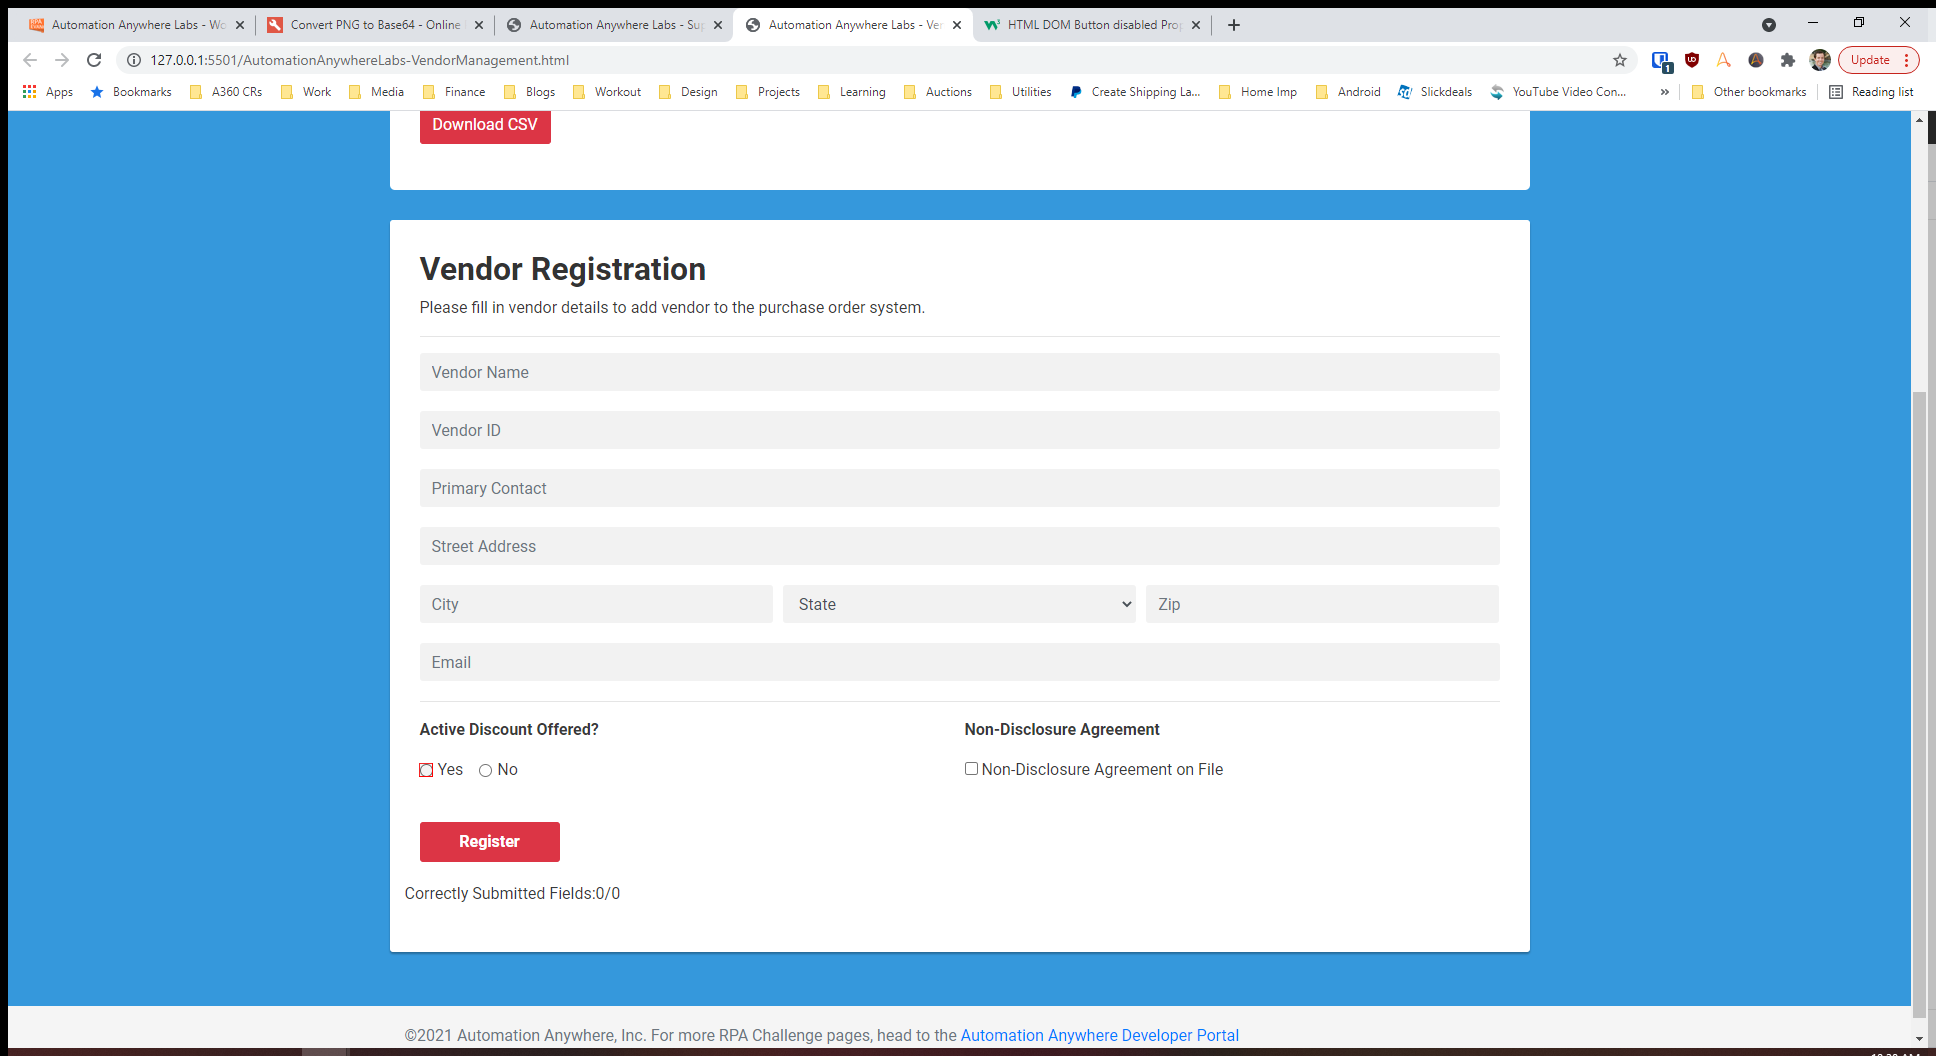 Automation Anywhere Labs - Wo
Convert PNG to Base64 - Online
Automation Anywhere Labs - Sup
Automation Anywhere Labs - Ver
HTML DOM Button disabled Prop
127.0.0.1:5501/AutomationAnywhereLabs-VendorManagement.html
1
Update
Apps
Bookmarks
A360 CRs
Work
Media
Finance
Blogs
Workout
Design
Projects
Learning
Auctions
Utilities
Create Shipping La...
Home Imp
Android
Slickdeals
YouTube Video Con...
»
Other bookmarks
Reading list
Download CSV
Vendor Registration
Please fill in vendor details to add vendor to the purchase order system.
Vendor Name
Vendor ID
Primary Contact
Street Address
City
State
Zip
Email
Active Discount Offered?
Non-Disclosure Agreement
Yes
No
Non-Disclosure Agreement on File
Register
Correctly Submitted Fields:0/0
©2021 Automation Anywhere, Inc. For more RPA Challenge pages, head to the Automation Anywhere Developer Portal